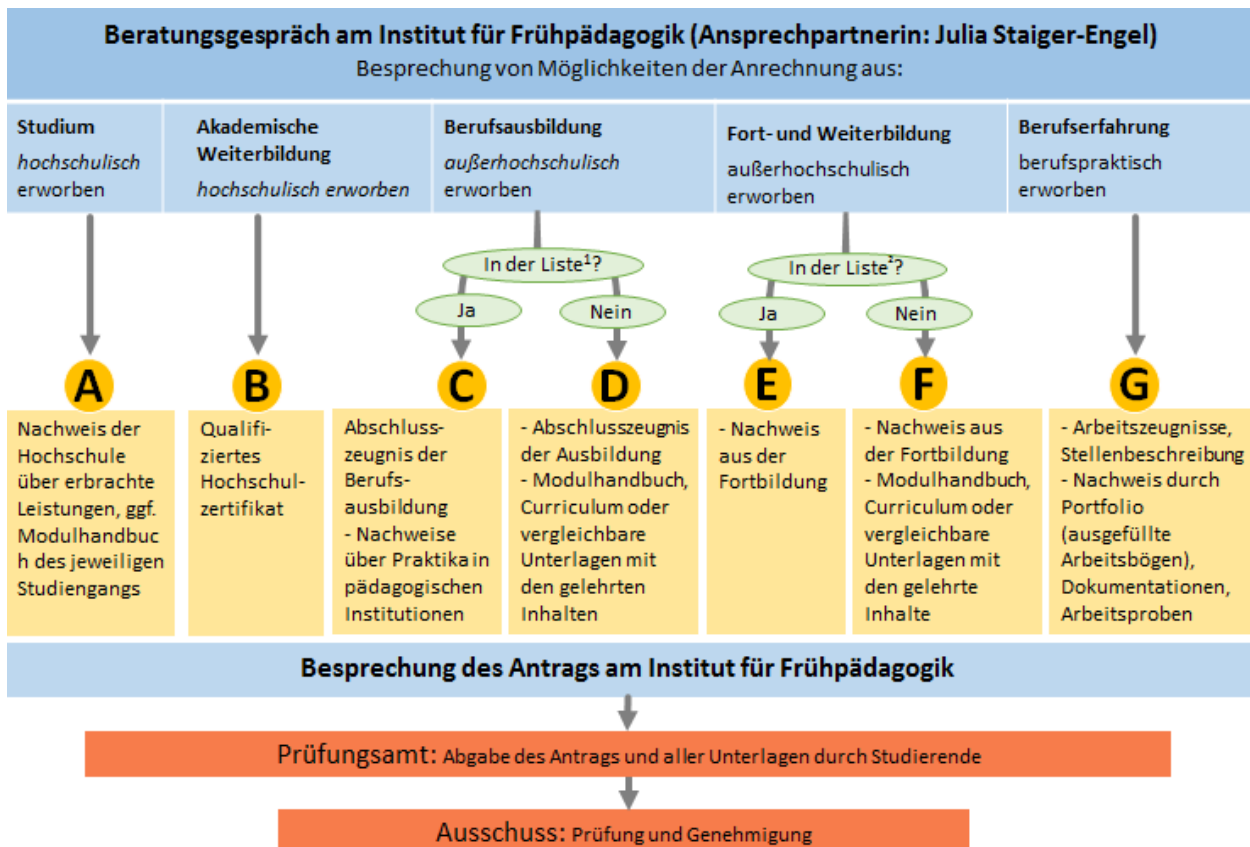 Beratungsgespräch am Institut für Frühpädagogik (Ansprechpartnerin: Julia Staiger-Engel)
Besprechung von Möglichkeiten der Anrechnung aus:
Studium
hochschulisch
erworben
Akademische
Weiterbildung
hochschulisch erworben
Berufsausbildung
außerhochschulisch
erworben
Fort- und Weiterbildung
außerhochschulisch
erworben
Berufserfahrung
berufspraktisch
erworben
In der Liste¹?
Ja
Nein
In der Liste²?
Ja
Nein
A
Nachweis der
Hochschule
über erbrachte
Leistungen, ggf.
Modulhandbuc
h des jeweiligen
Studiengangs
B
Qualifi-
ziertes
Hochschul-
zertifikat
C
Abschluss-
zeugnis der
Berufs-
ausbildung
- Nachweise
über Praktika in
pädagogischen
Institutionen
D
- Abschlusszeugnis
der Ausbildung
- Modulhandbuch,
Curriculum oder
vergleichbare
Unterlagen mit
den gelehrten
Inhalten
E
- Nachweis
aus der
Fortbildung
F
- Nachweis aus
der Fortbildung
- Modulhandbuch,
Curriculum oder
vergleichbare
Unterlagen mit
den gelehrte
Inhalte
G
- Arbeitszeugnisse,
Stellenbeschreibung
- Nachweis durch
Portfolio
(ausgefüllte
Arbeitsbögen),
Dokumentationen,
Arbeitsproben
Besprechung des Antrags am Institut für Frühpädagogik
Prüfungsamt: Abgabe des Antrags und aller Unterlagen durch Studierende
Ausschuss: Prüfung und Genehmigung